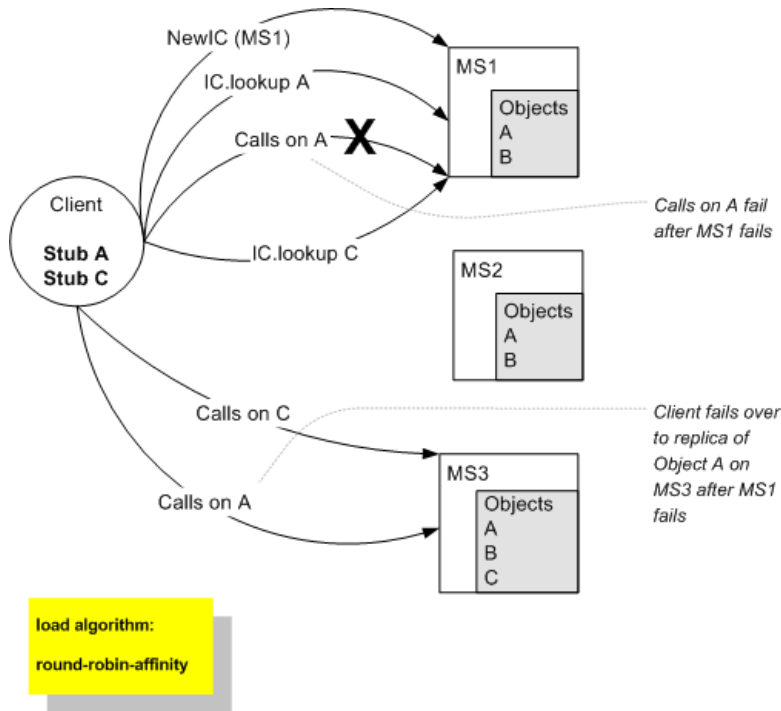 NewIC (MS1)
IC.lookup A
Calls on A
X
IC.lookup C
Client
Stub A
Stub C
MS1
Objects
A
B
Calls on A fail
after MS1 fails
MS2
Objects
A
B
Calls on C
Calls on A
Client fails over
to replica of
Object A on
MS3 after MS1
fails
MS3
Objects
A
B
C
load algorithm:
round-robin-affinity